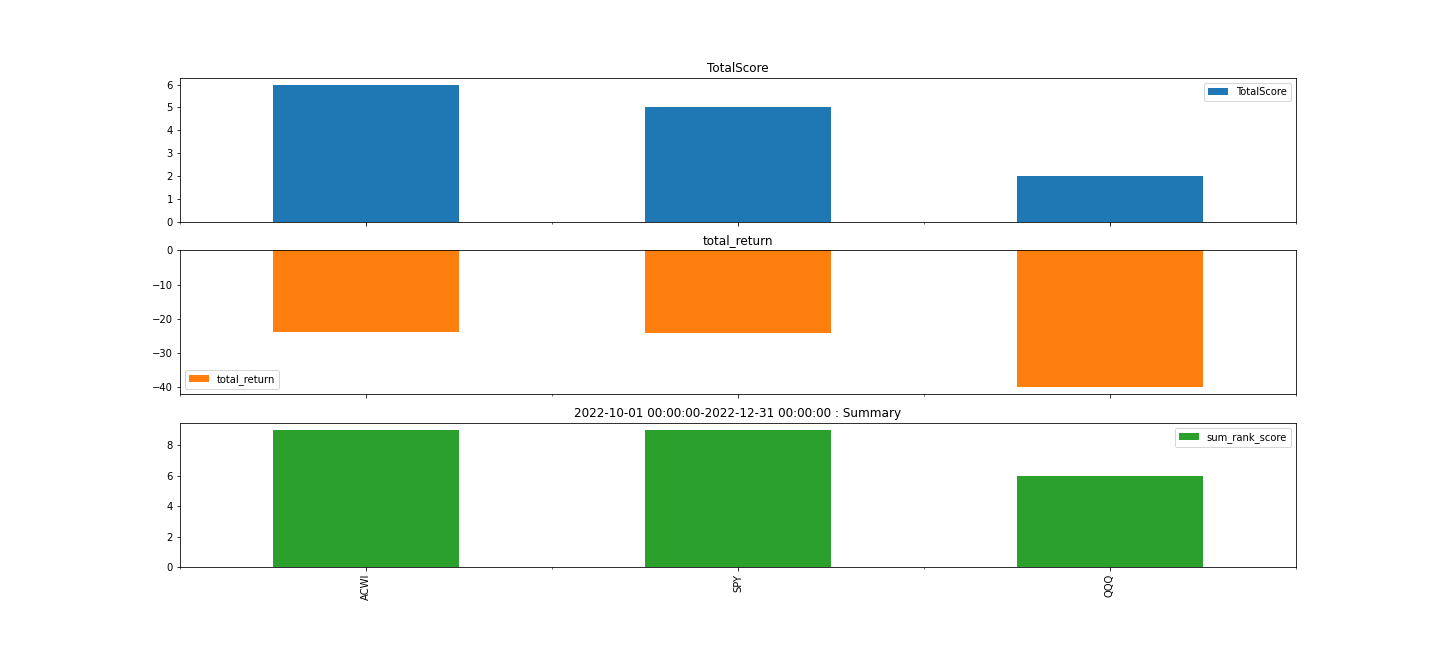 TotalScore
6
5
4
3
2
1
0
TotalScore
total_return
0
−10
−20
−30
−40
total_return
2022-10-01 00:00:00-2022-12-31 00:00:00 : Summary
8
6
4
2
0
sum_rank_score
ACWI
SPY
QQQ